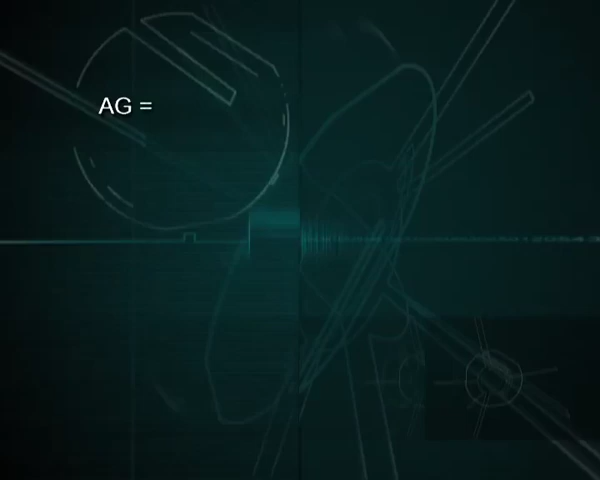 AG =